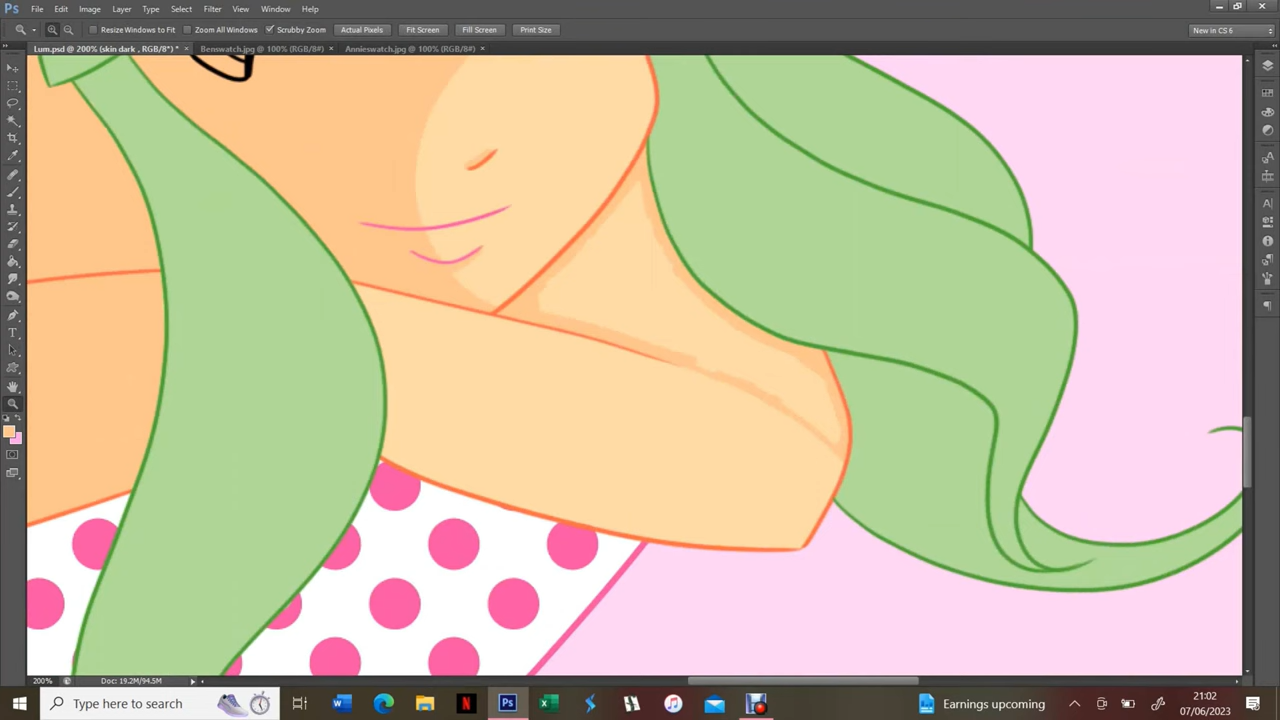 Ps File Edit Image Layer Type Select Filter View Window Help
Resize Windows to Fit Zoom All Windows Scrubby Zoom Actual Pixels Fit Screen Fill Screen Print Size New in CS 6
Lum.psd @ 200% (skin dark , RGB/8*) * × Benswatch.jpg @ 100% (RGB/8#) × Annieswatch.jpg @ 100% (RGB/8#) ×
200% Doc: 19.2M/94.5M
Type here to search
Earnings upcoming
21:02
07/06/2023